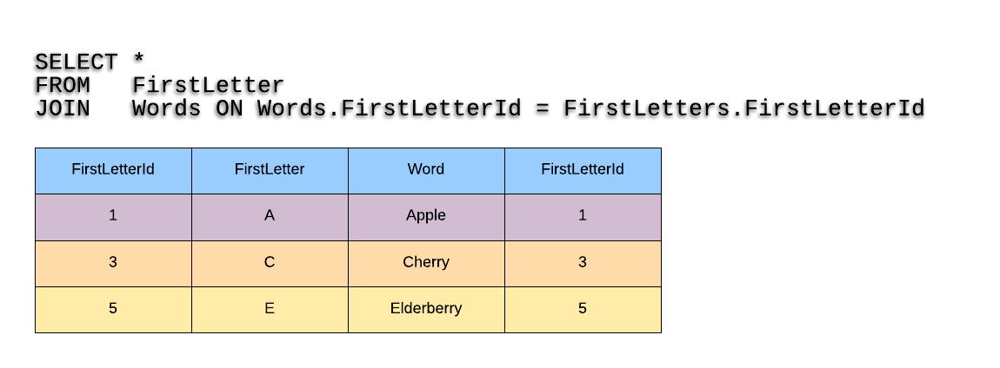 SELECT *
FROM   FirstLetter
JOIN   Words ON Words.FirstLetterId = FirstLetters.FirstLetterId
FirstLetterId FirstLetter Word FirstLetterId
1 A Apple 1
3 C Cherry 3
5 E Elderberry 5